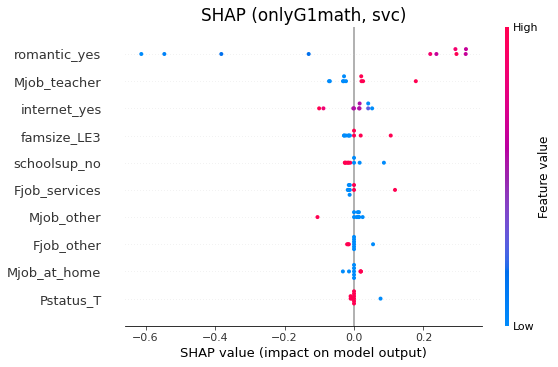 SHAP (onlyG1math, svc)
High
romantic_yes
Mjob_teacher
internet_yes
famsize_LE3
schoolsup_no
Fjob_services
Mjob_other
Fjob_other
Mjob_at_home
Pstatus_T
Feature value
Low
−0.6 −0.4 −0.2 0.0 0.2
SHAP value (impact on model output)